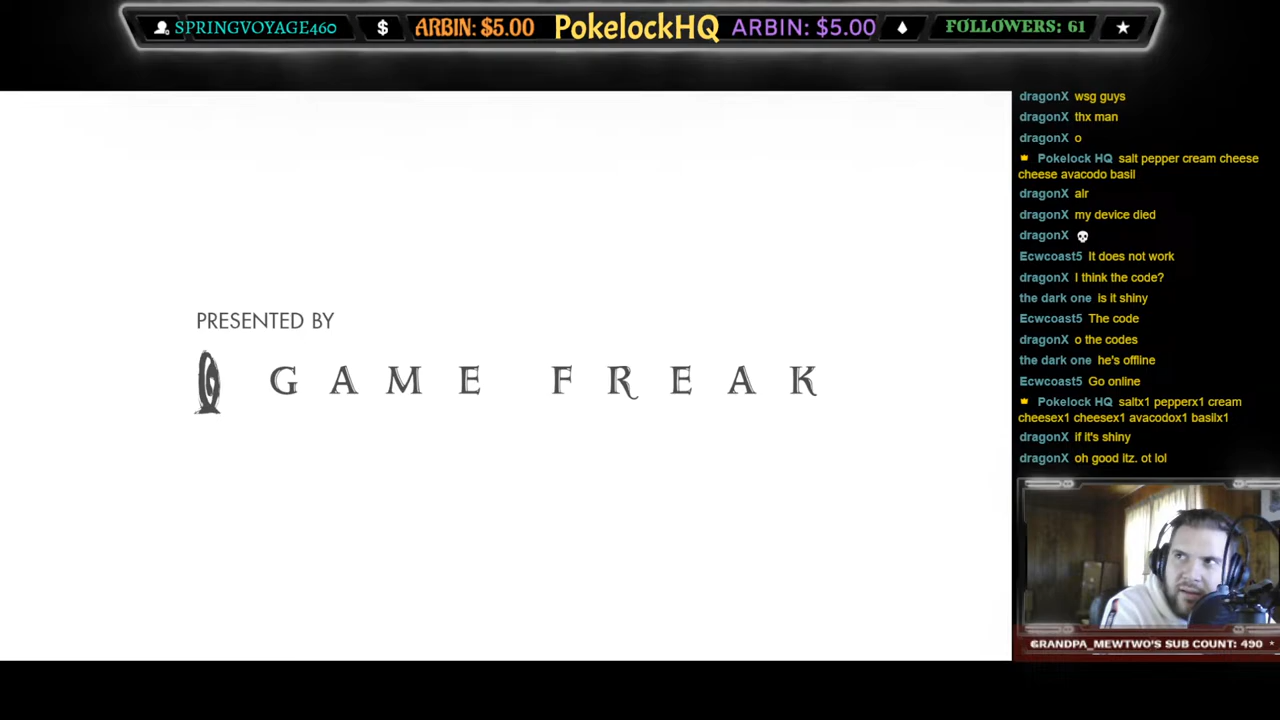 SPRINGVOYAGE460
$
ARBIN: $5.00
PokelockHQ
ARBIN: $5.00
FOLLOWERS: 61
PRESENTED BY
GAME FREAK
dragonX wsg guys
dragonX thx man
dragonX o
Pokelock HQ salt pepper cream cheese
cheese avacodo basil
dragonX alr
dragonX my device died
dragonX 💀
Ecwcoast5 It does not work
dragonX I think the code?
the dark one is it shiny
Ecwcoast5 The code
dragonX o the codes
the dark one he's offline
Ecwcoast5 Go online
Pokelock HQ saltx1 pepperx1 cream
cheesex1 cheesex1 avacodox1 basilx1
dragonX if it's shiny
dragonX oh good itz. ot lol
GRANDPA_MEWTWO'S SUB COUNT: 490 *